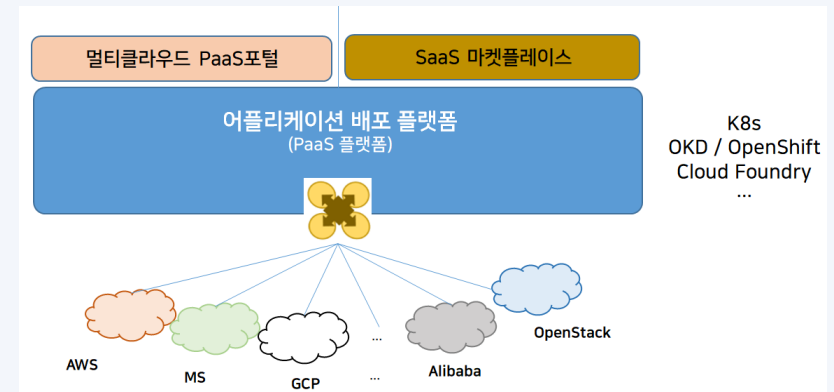 멀티클라우드 PaaS포털
SaaS 마켓플레이스
어플리케이션 배포 플랫폼
(PaaS 플랫폼)
K8s
OKD / OpenShift
Cloud Foundry
...
AWS
MS
GCP
...
...
Alibaba
OpenStack